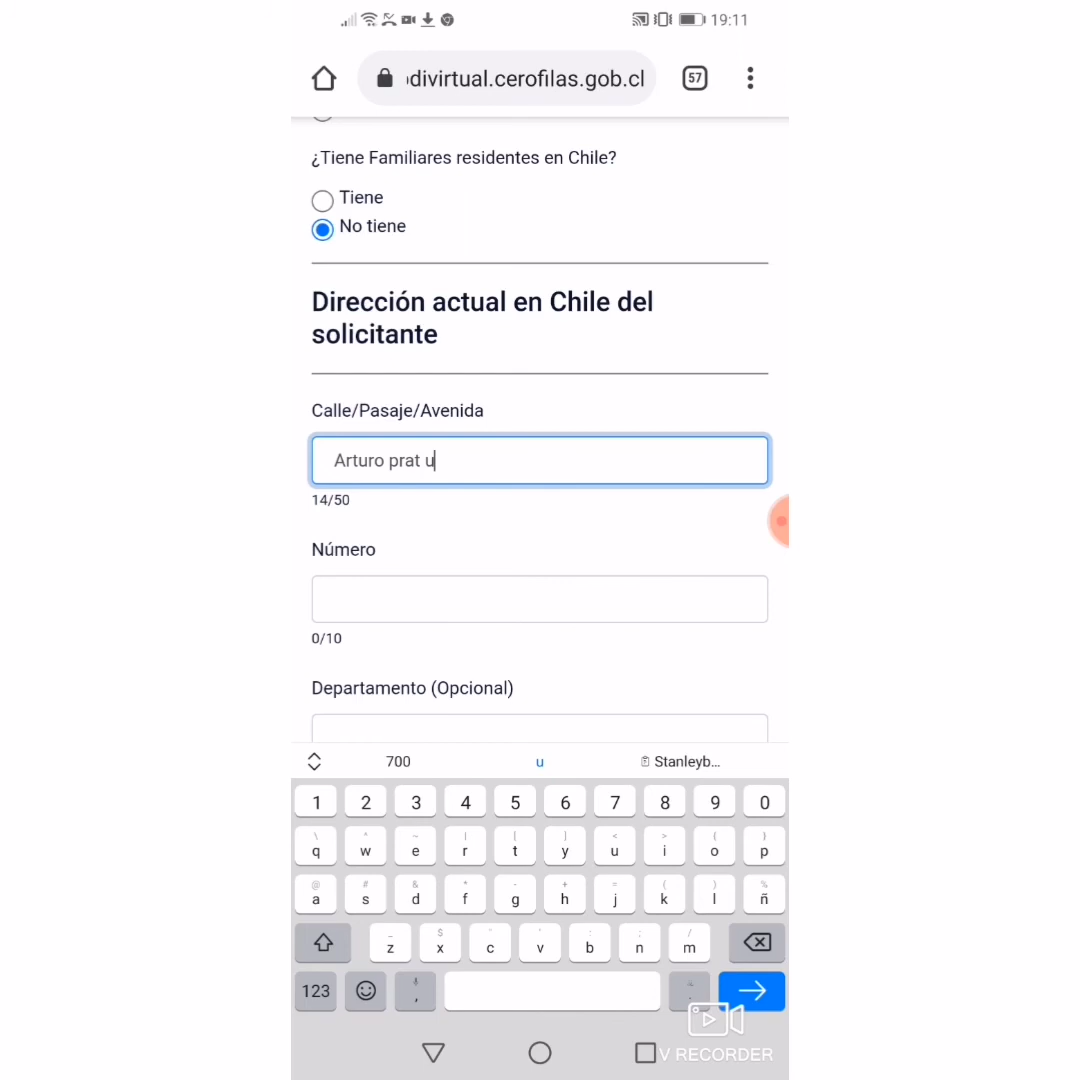 19:11
›divirtual.cerofilas.gob.cl
57
¿Tiene Familiares residentes en Chile?
Tiene
No tiene
Dirección actual en Chile del
solicitante
Calle/Pasaje/Avenida
Arturo prat u
14/50
Número
0/10
Departamento (Opcional)
700 u Stanleyb...
1 2 3 4 5 6 7 8 9 0
q w e r t y u i o p
a s d f g h j k l ñ
z x c v b n m
123 , .
V RECORDER